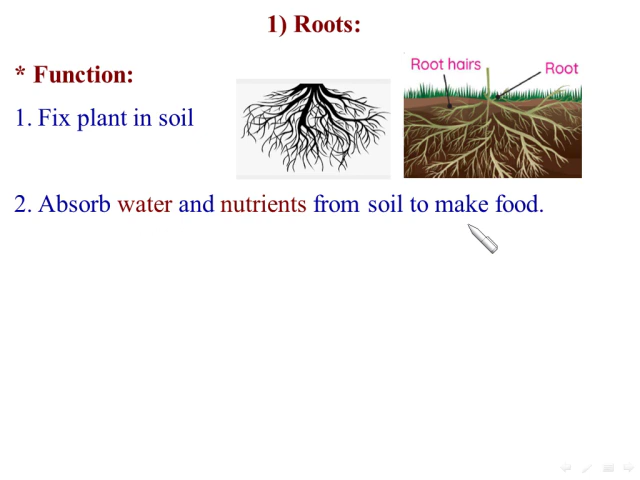 1) Roots:
* Function:
Root hairs
Root
1. Fix plant in soil
2. Absorb water and nutrients from soil to make food.